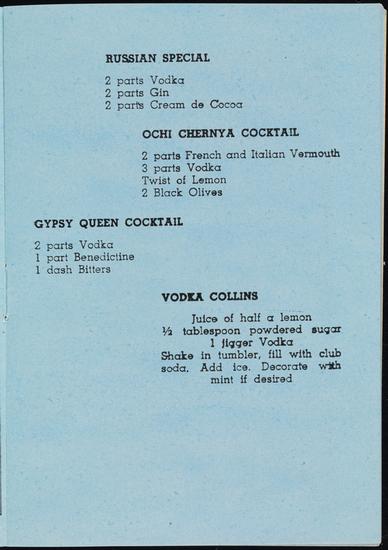 RUSSIAN SPECIAL
2 parts Vodka
2 parts Gin
2 parts Cream de Cocoa
OCHI CHERNYA COCKTAIL
2 parts French and Italian Vermouth
3 parts Vodka
Twist of Lemon
2 Black Olives
GYPSY QUEEN COCKTAIL
2 parts Vodka
1 part Benedictine
1 dash Bitters
VODKA COLLINS
Juice of half a lemon
½ tablespoon powdered sugar
1 jigger Vodka
Shake in tumbler, fill with club
soda. Add ice. Decorate with
mint if desired